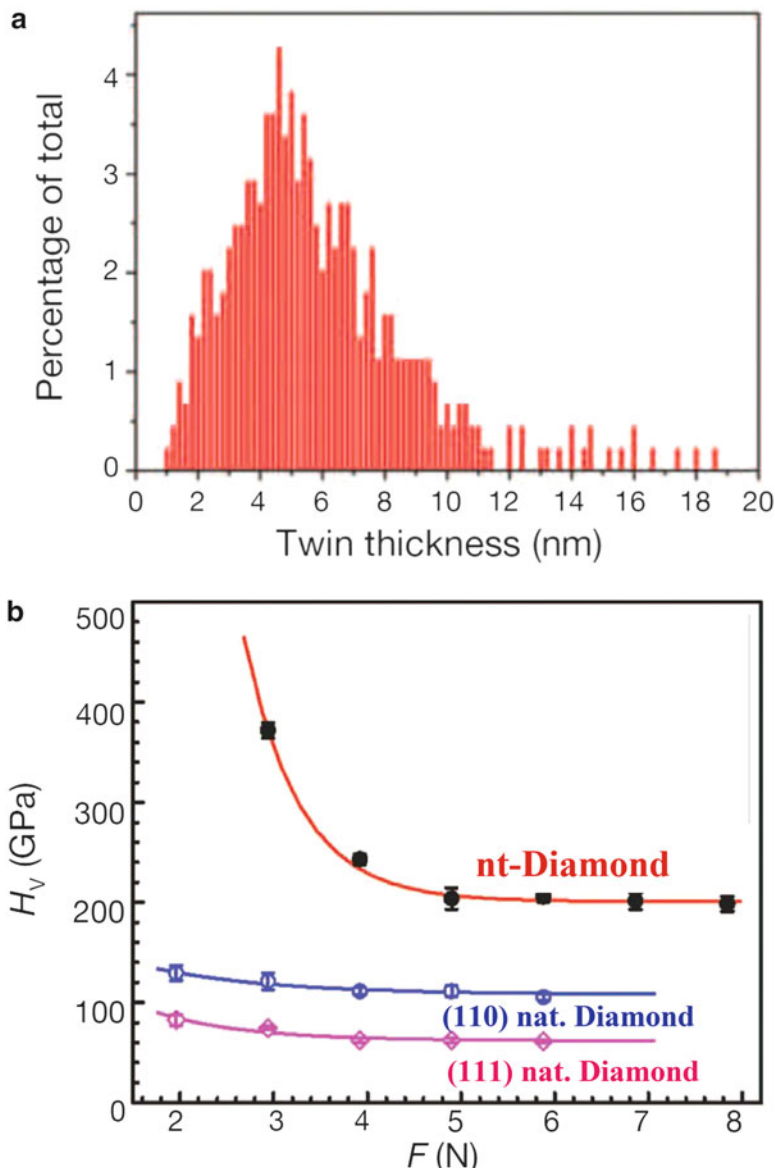 a
Percentage of total
4
3
2
1
0
0 2 4 6 8 10 12 14 16 18 20
Twin thickness (nm)
b
500
400
300
200
100
0
H_V (GPa)
nt-Diamond
(110) nat. Diamond
(111) nat. Diamond
2 3 4 5 6 7 8
F (N)